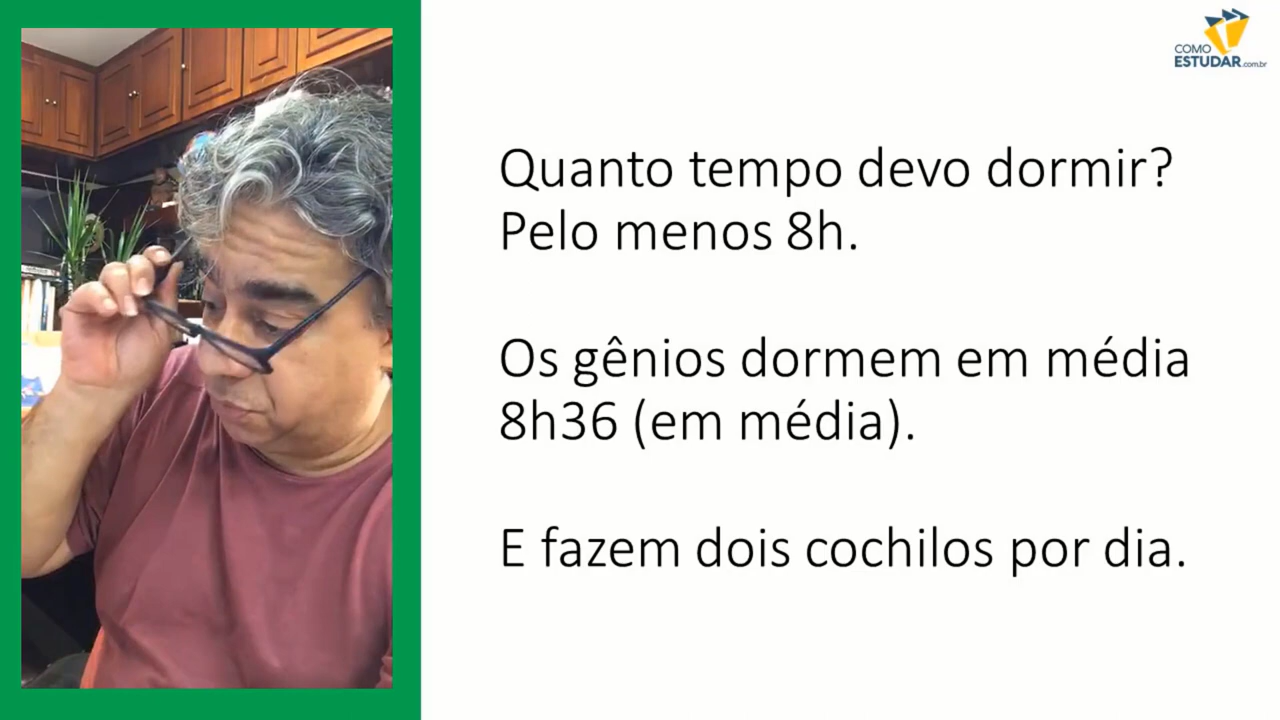 COMO
ESTUDAR.com.br
Quanto tempo devo dormir?
Pelo menos 8h.
Os gênios dormem em média
8h36 (em média).
E fazem dois cochilos por dia.